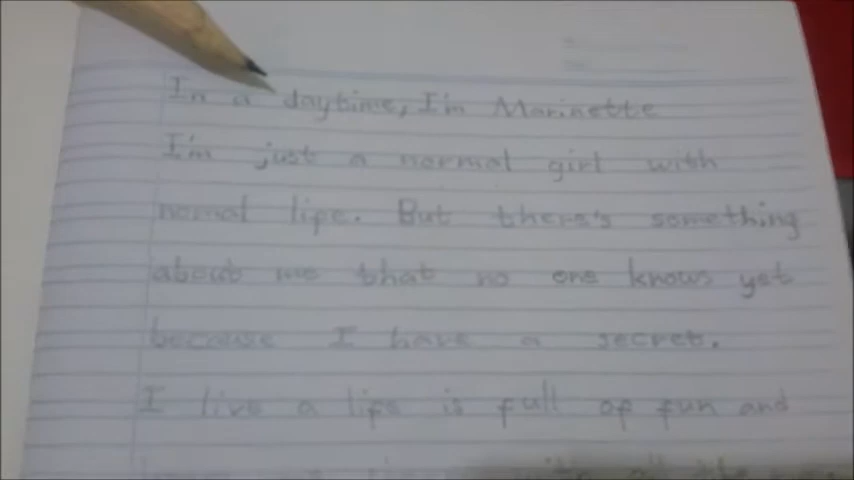 In a daytime, I'm Marinette
I'm just a normal girl with
nomal life. But there's something
about me that no one knows yet
because I have a secret.
I live a life is full of fun and